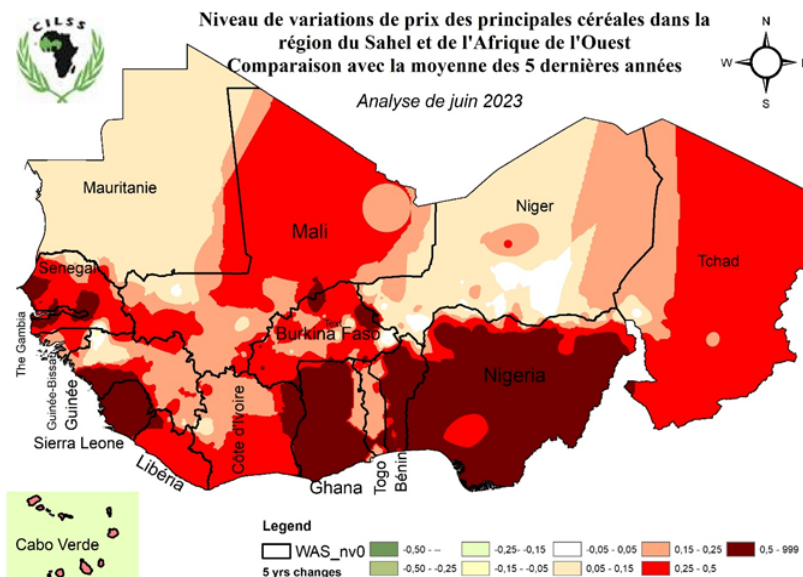 CILSS
Niveau de variations de prix des principales céréales dans la
région du Sahel et de l'Afrique de l'Ouest
Comparaison avec la moyenne des 5 dernières années
Analyse de juin 2023
N
W
E
S
Mauritanie
Mali
Niger
Tchad
Senegal
The Gambia
Guinée-Bissau
Guinée
Sierra Leone
Libéria
Côte d'Ivoire
Burkina Faso
Ghana
Togo
Bénin
Nigeria
Cabo Verde
Legend
WAS_nv0
5 yrs changes
-0,50 - --
-0,50 - -0,25
-0,25- -0,15
-0,15 - -0,05
-0,05 - 0,05
0,05 - 0,15
0,15 - 0,25
0,25 - 0,5
0,5 - 999